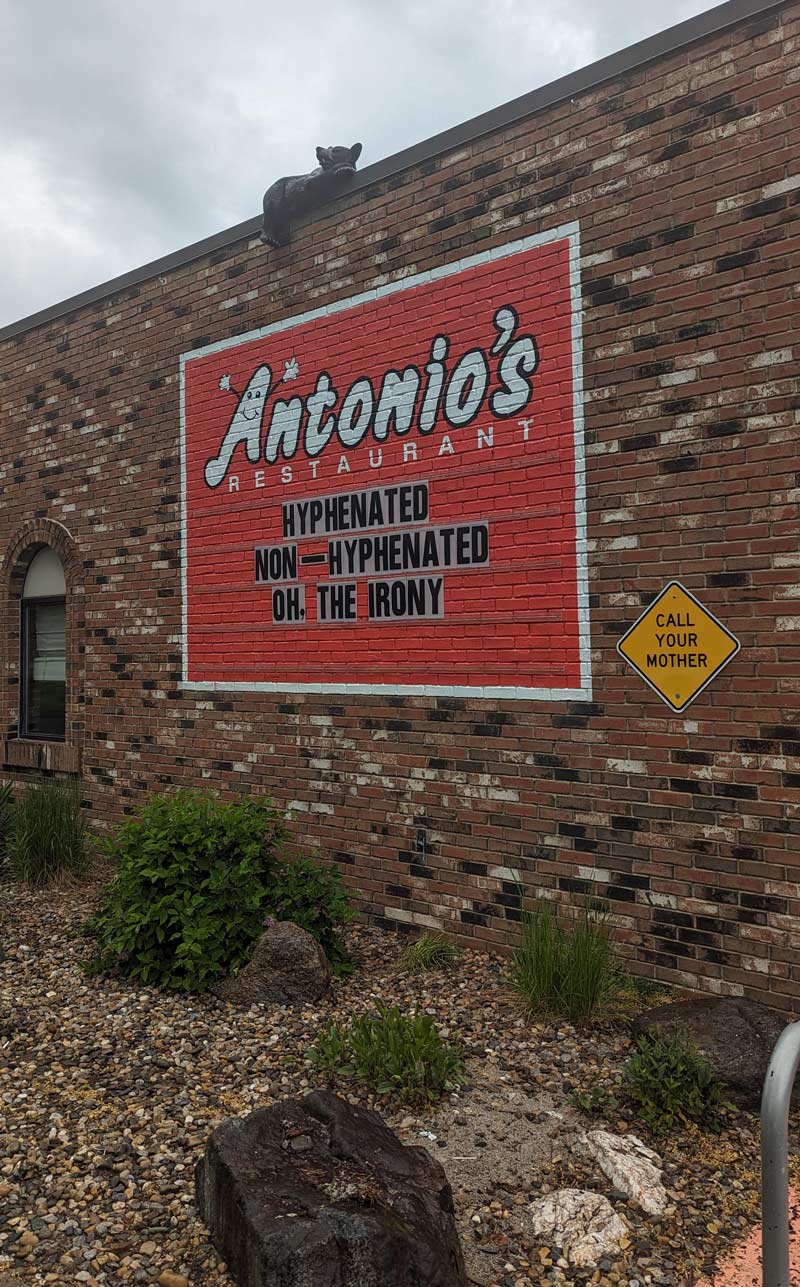 Antonio's
RESTAURANT
HYPHENATED
NON—HYPHENATED
OH, THE IRONY
CALL
YOUR
MOTHER